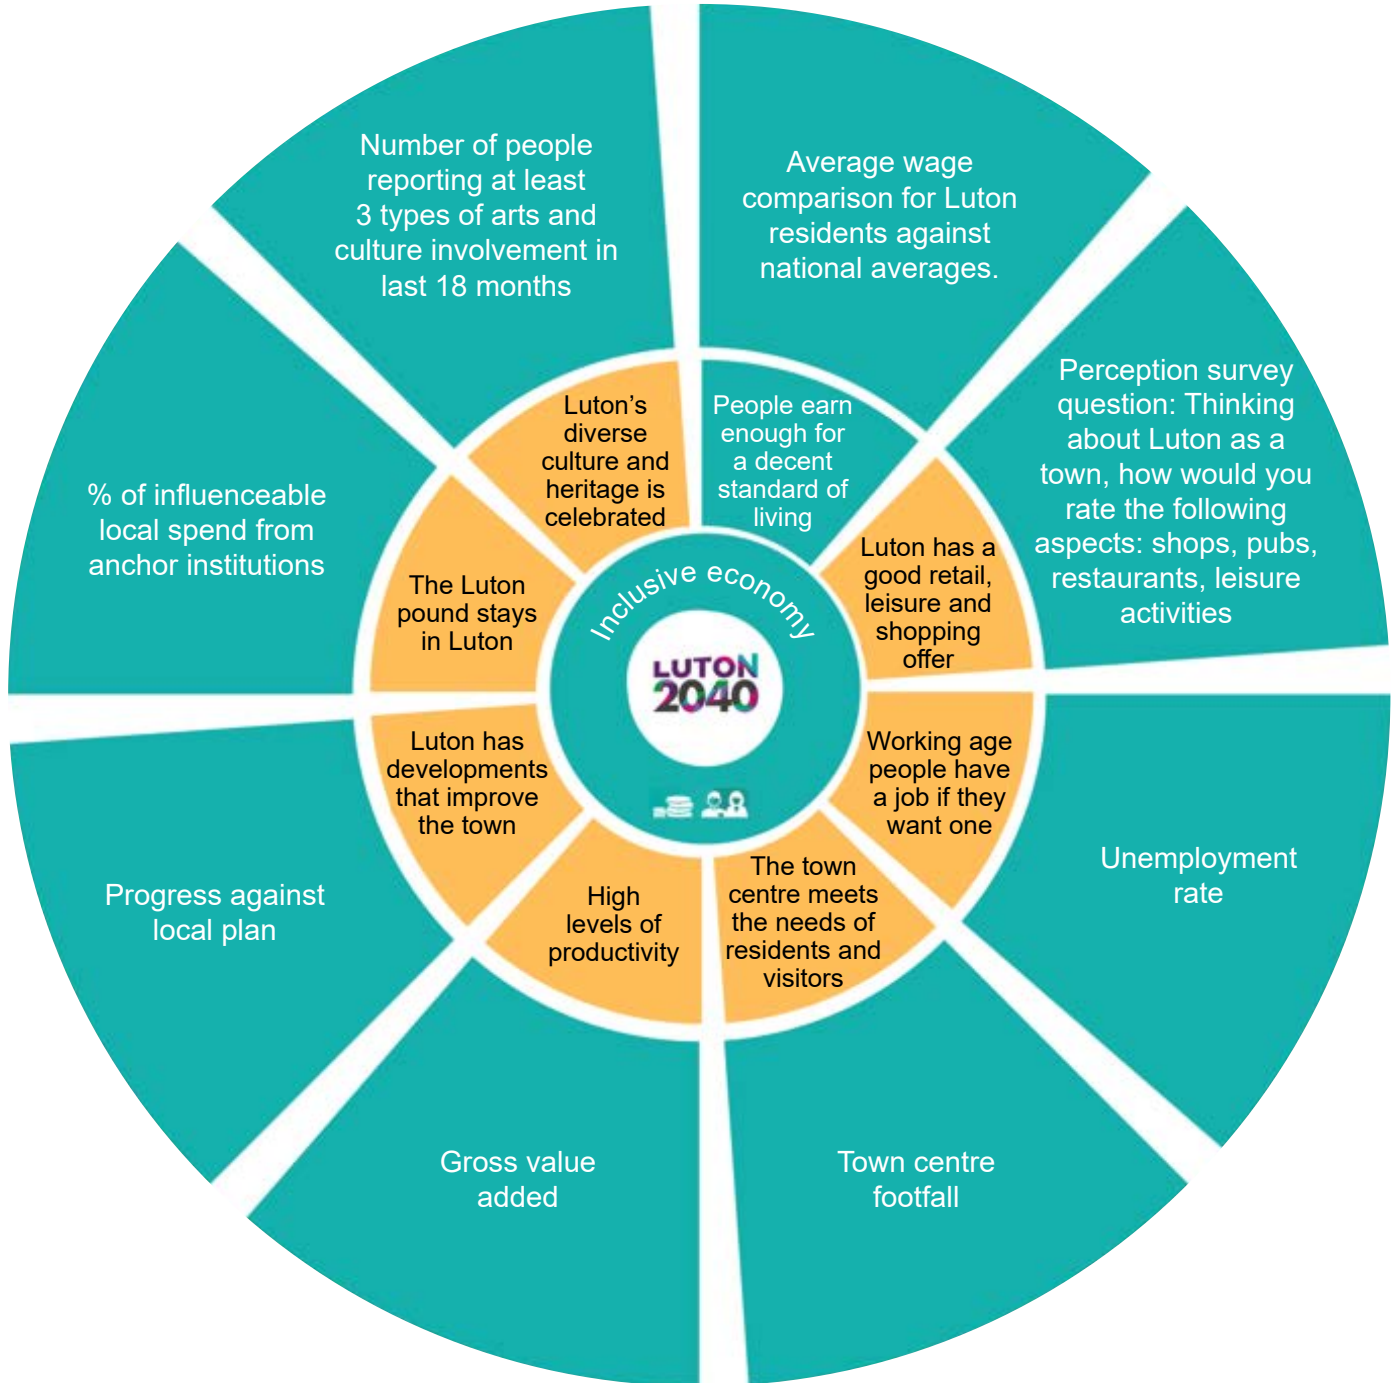 Number of people
reporting at least
3 types of arts and
culture involvement in
last 18 months
Average wage
comparison for Luton
residents against
national averages.
Perception survey
question: Thinking
about Luton as a
town, how would you
rate the following
aspects: shops, pubs,
restaurants, leisure
activities
% of influenceable
local spend from
anchor institutions
Luton’s
diverse
culture and
heritage is
celebrated
People earn
enough for
a decent
standard of
living
Luton has a
good retail,
leisure and
shopping
offer
The Luton
pound stays
in Luton
Inclusive economy
LUTON
2040
Luton has
developments
that improve
the town
Working age
people have
a job if they
want one
High
levels of
productivity
The town
centre meets
the needs of
residents and
visitors
Unemployment
rate
Progress against
local plan
Gross value
added
Town centre
footfall